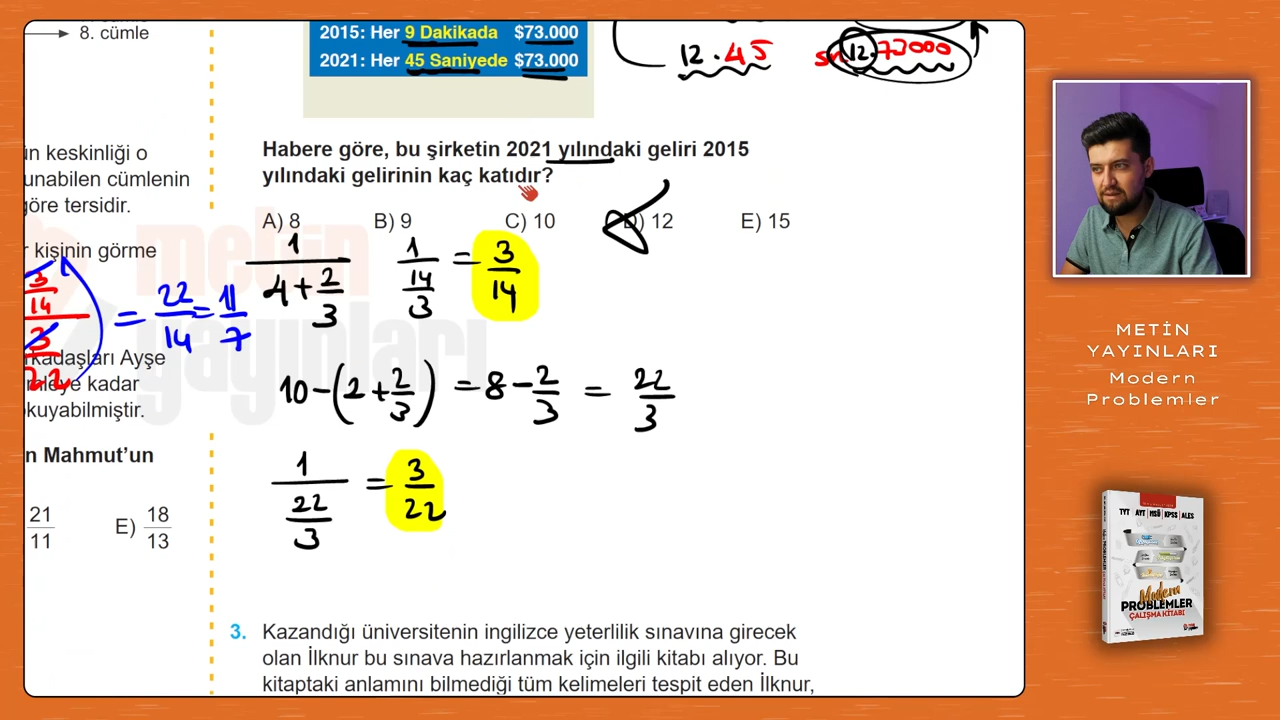 8. cümle
ün keskinliği o
unabilen cümlenin
göre tersidir.
r kişinin görme
3
14
3
22
= 22/14 = 11/7
rkadaşları Ayşe
kadar
okuyabilmiştir.
n Mahmut'un
21
11
E) 18
13
2015: Her 9 Dakikada $73.000
2021: Her 45 Saniyede $73.000
12 . 45 sn 12.73000
Habere göre, bu şirketin 2021 yılındaki geliri 2015
yılındaki gelirinin kaç katıdır?
A) 8 B) 9 C) 10 D) 12 E) 15
1/(4+2/3) 1/(14/3) = 3/14
10-(2+2/3) = 8-2/3 = 22/3
1/(22/3) = 3/22
metin
yayınları
3. Kazandığı üniversitenin ingilizce yeterlilik sınavına girecek
olan İlknur bu sınava hazırlanmak için ilgili kitabı alıyor. Bu
kitaptaki anlamını bilmediği tüm kelimeleri tespit eden İlknur,
METİN
YAYINLARI
Modern
Problemler
TYT | AYT | MSÜ | KPSS | ALES
Modern
PROBLEMLER
ÇALIŞMA KİTABI